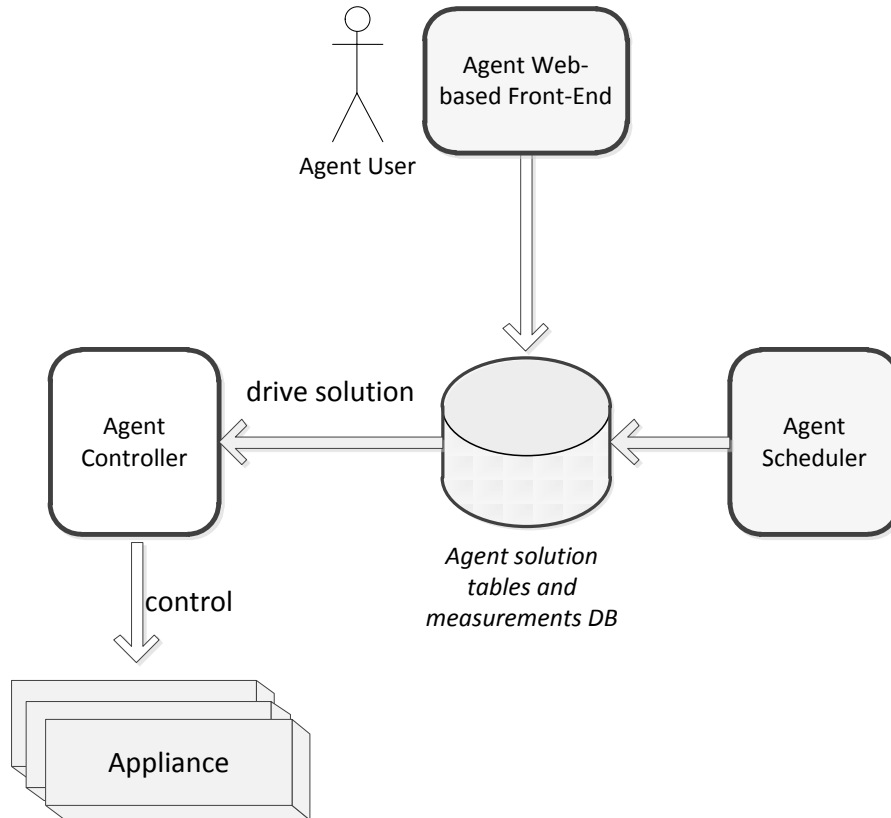 Agent Web-
based Front-End
Agent User
drive solution
Agent
Controller
Agent
Scheduler
Agent solution
tables and
measurements DB
control
Appliance